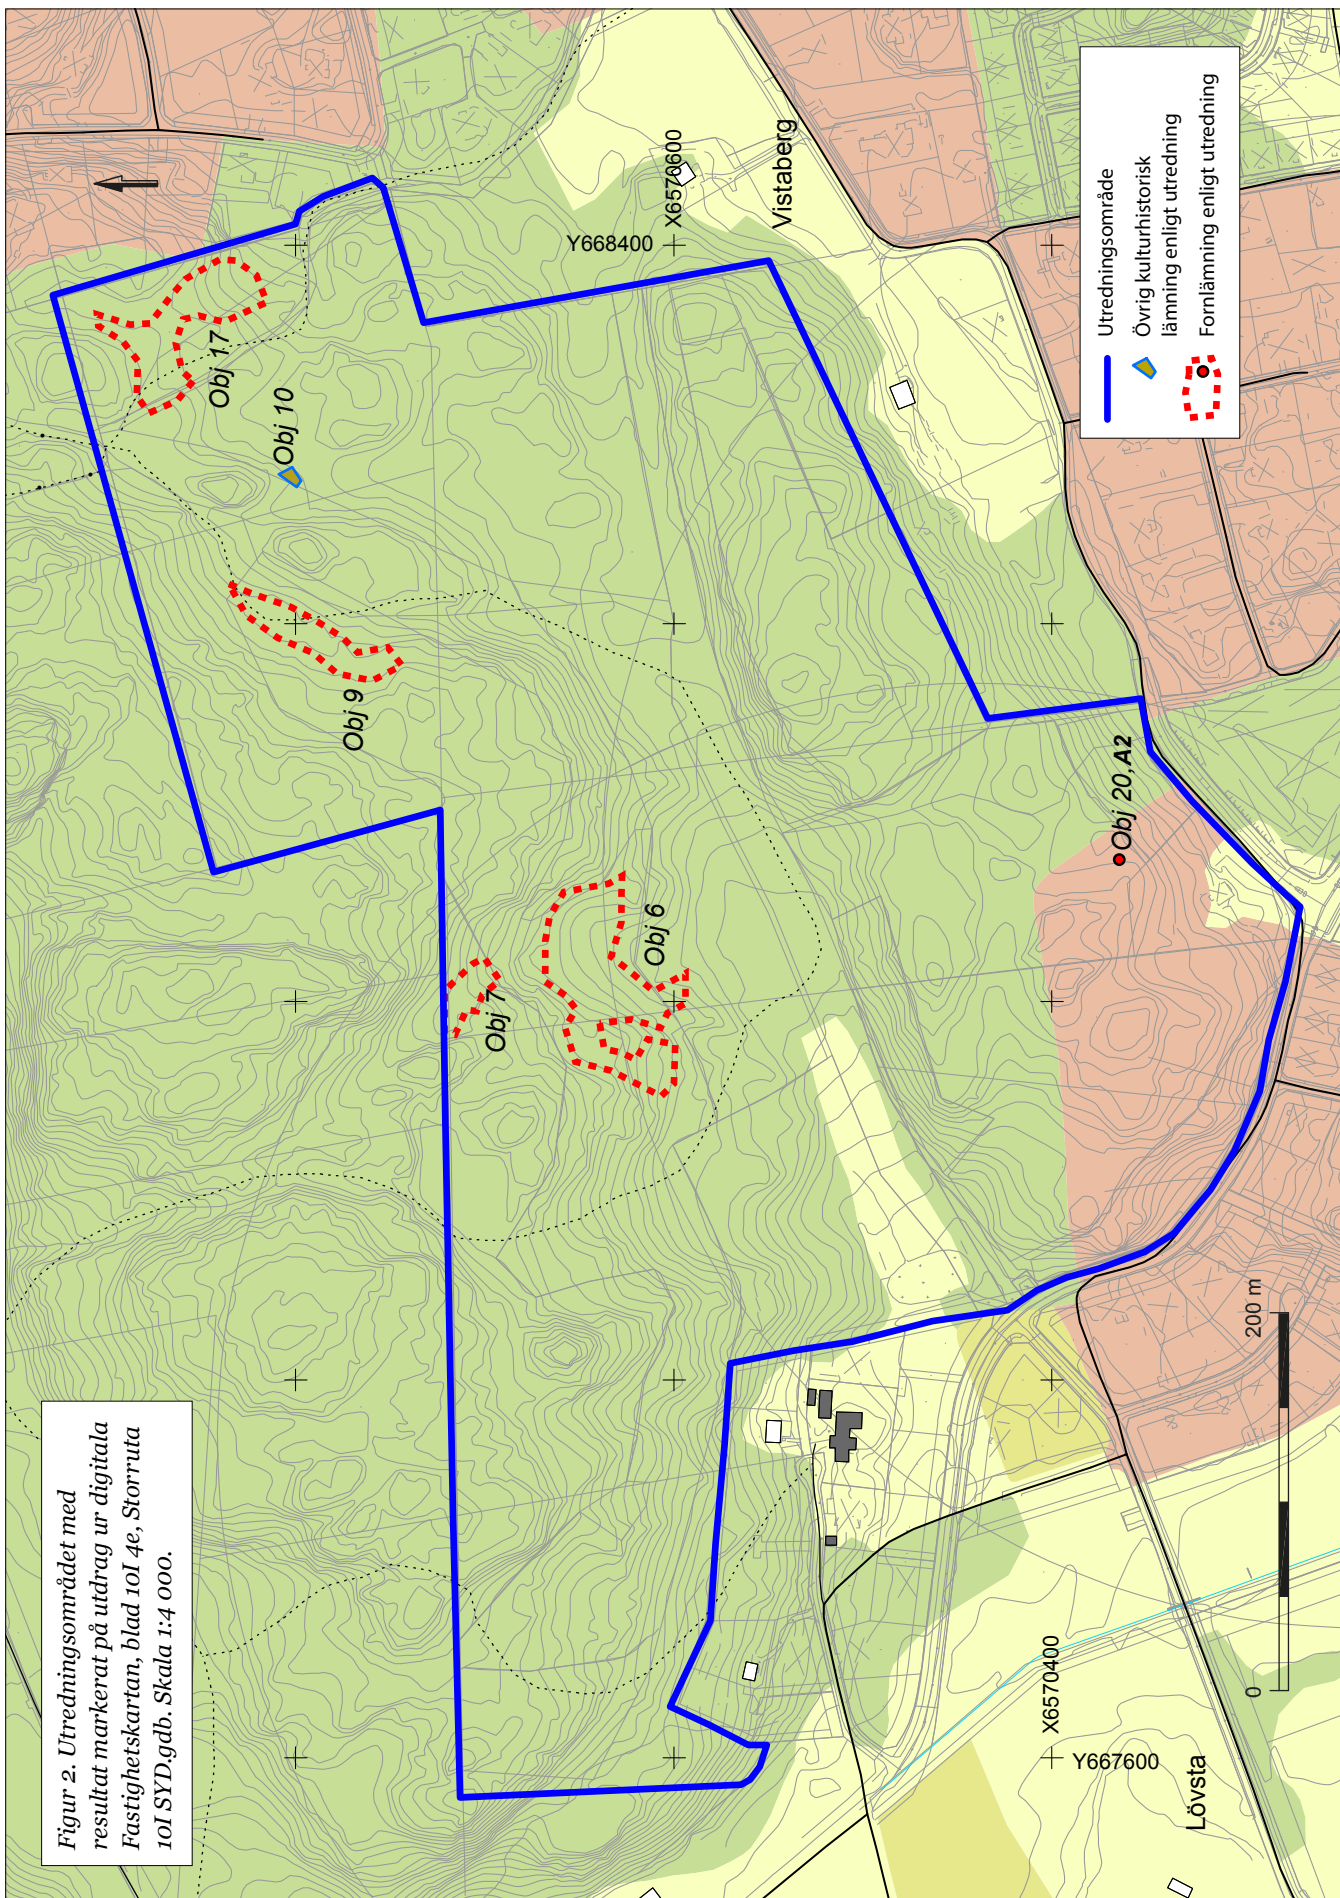 Figur 2. Utredningsområdet med
resultat markerat på utdrag ur digitala
Fastighetskartan, blad 10I 4e, Storruta
10I SYD.gdb. Skala 1:4 000.
Obj 17
Obj 10
Obj 9
Obj 7
Obj 6
Obj 20, A2
Y668400
X6570600
Vistaberg
X6570400
Y667600
Lövsta
0
200 m
Utredningsområde
Övrig kulturhistorisk
lämning enligt utredning
Fornlämning enligt utredning